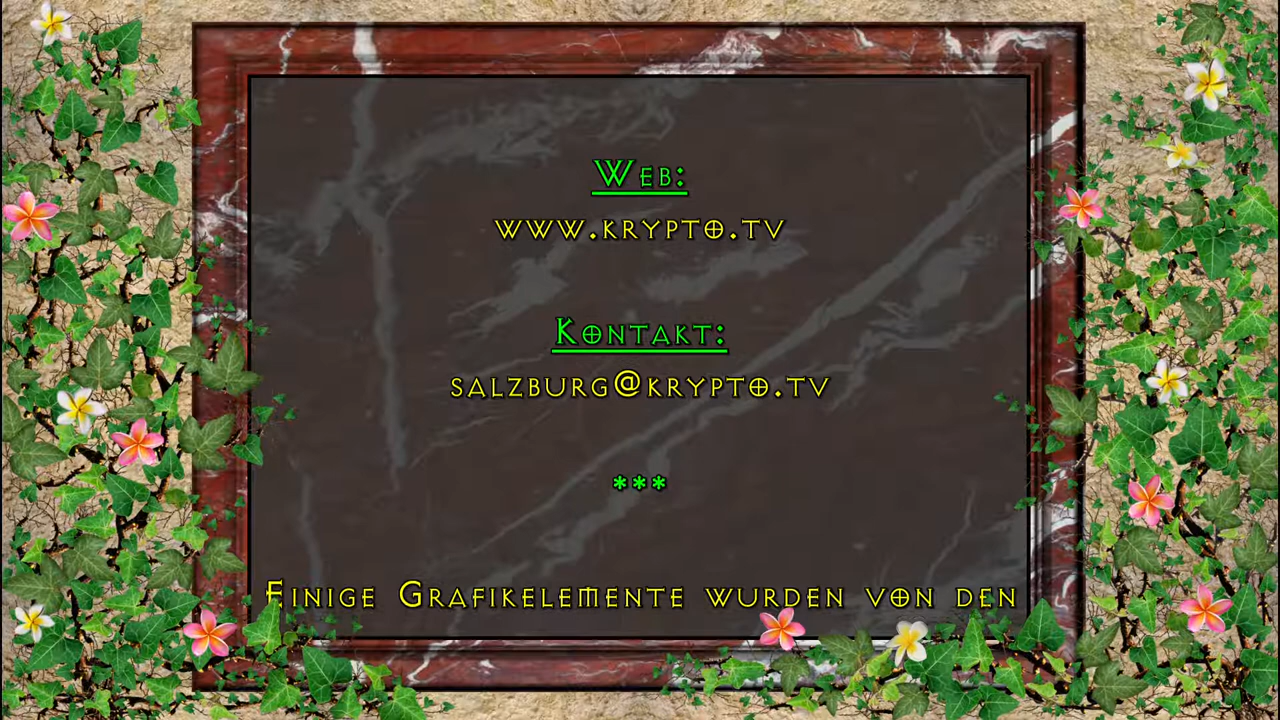 Web:
www.krypto.tv
Kontakt:
salzburg@krypto.tv
***
Einige Grafikelemente wurden von den